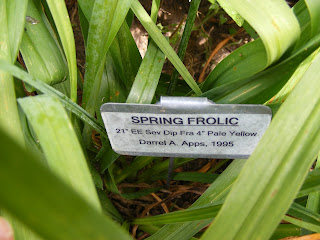 SPRING FROLIC
21" EE Sev Dip Fra 4" Pale Yellow
Darrel A. Apps, 1995